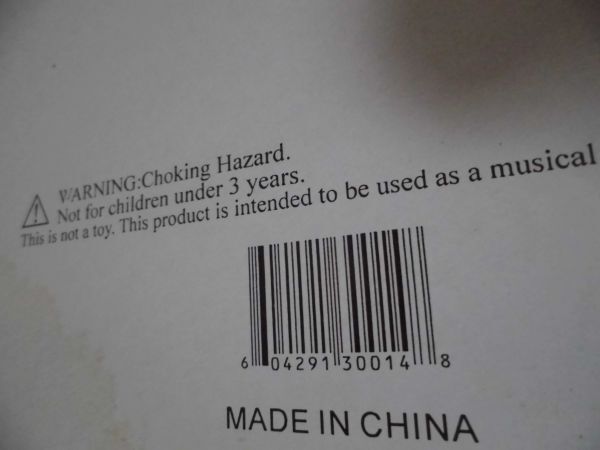 WARNING:Choking Hazard.
Not for children under 3 years.
This is not a toy. This product is intended to be used as a musical
6 04291 30014 8
MADE IN CHINA